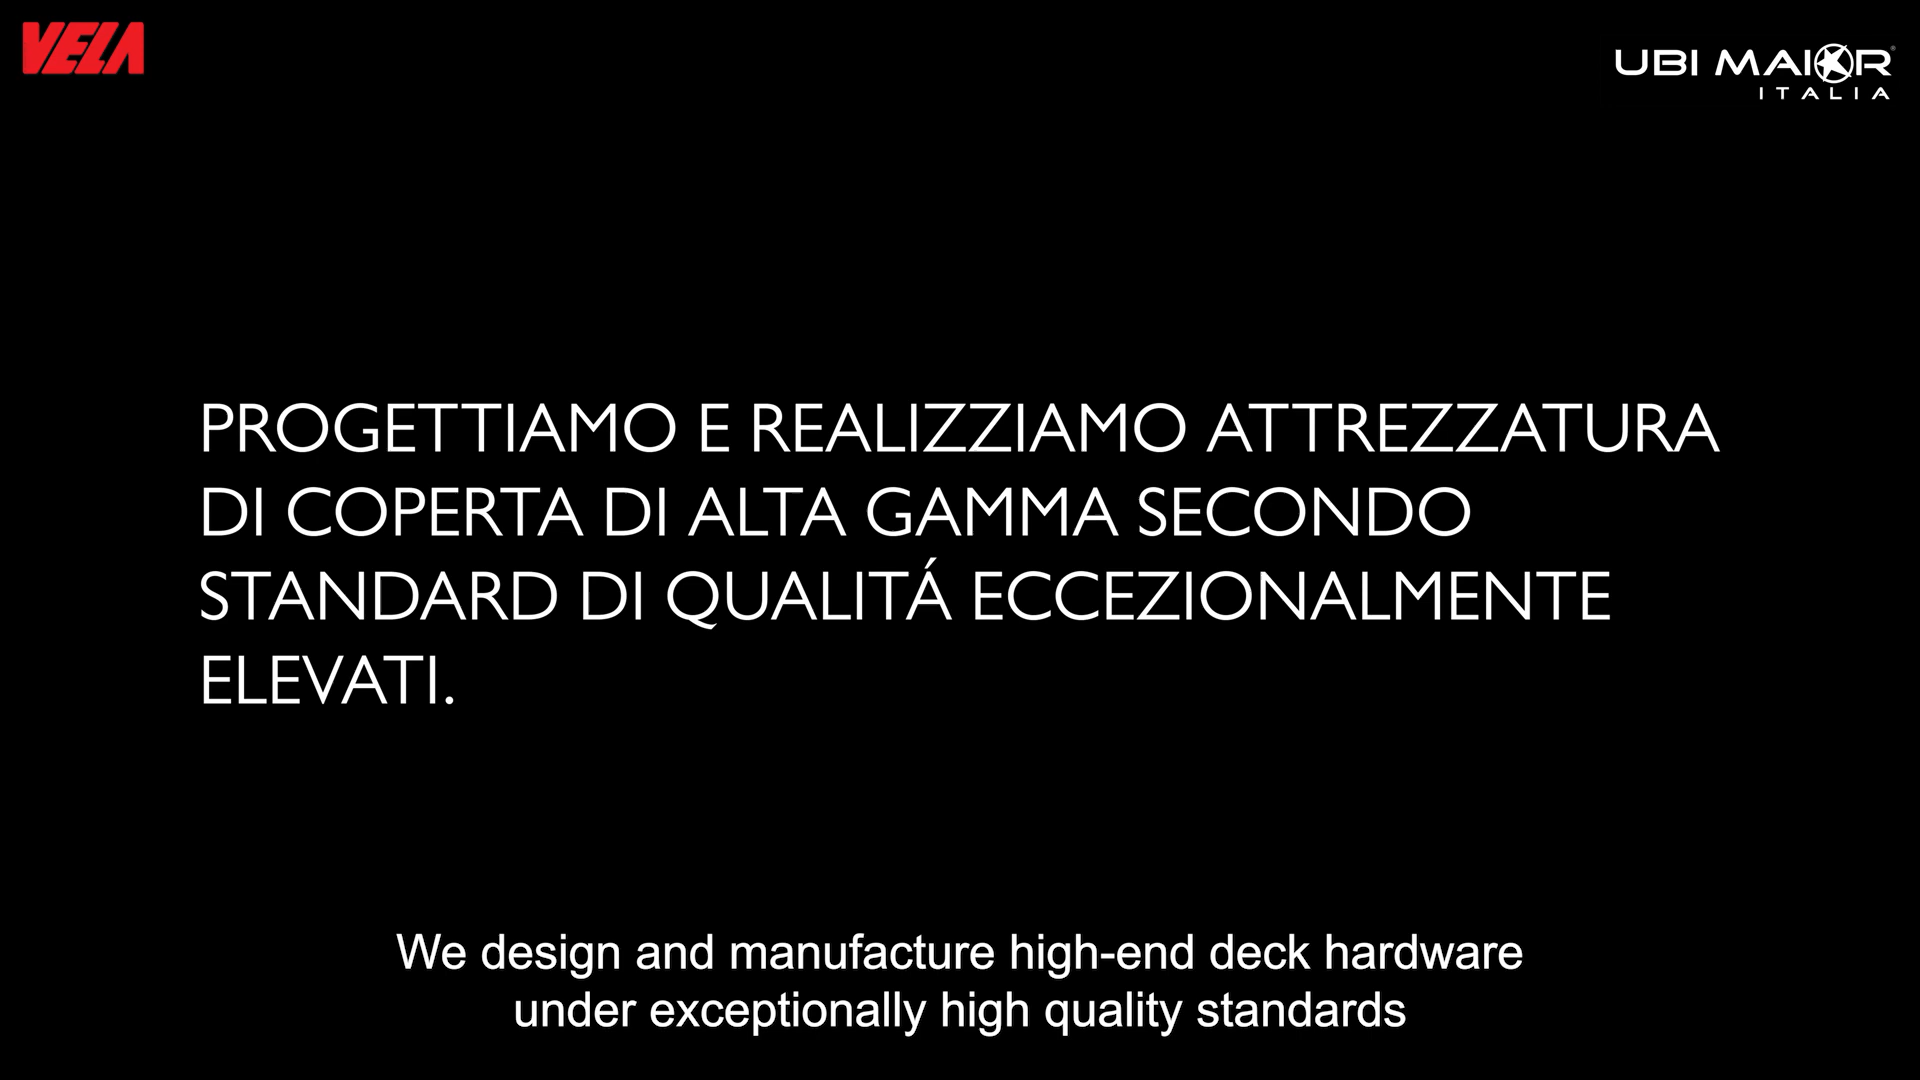 VELA
UBI MAIOR®
ITALIA
PROGETTIAMO E REALIZZIAMO ATTREZZATURA
DI COPERTA DI ALTA GAMMA SECONDO
STANDARD DI QUALITÁ ECCEZIONALMENTE
ELEVATI.
We design and manufacture high-end deck hardware
under exceptionally high quality standards